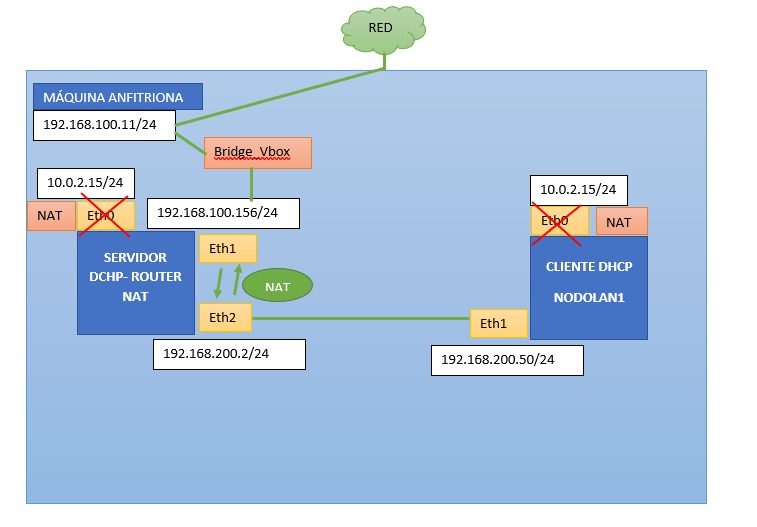 RED
MÁQUINA ANFITRIONA
192.168.100.11/24
Bridge_Vbox
10.0.2.15/24
NAT
Eth0
192.168.100.156/24
SERVIDOR
DCHP- ROUTER
NAT
Eth1
NAT
Eth2
192.168.200.2/24
10.0.2.15/24
Eth0
NAT
CLIENTE DHCP
NODOLAN1
Eth1
192.168.200.50/24